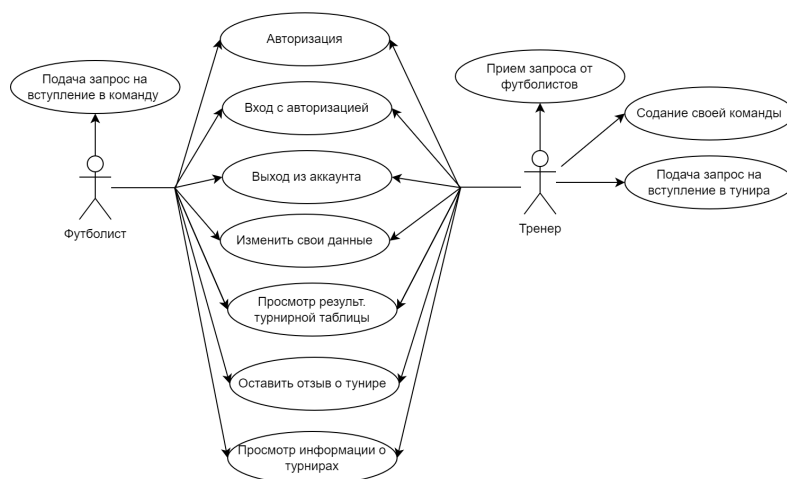 Авторизация
Подача запрос на
вступление в команду
Прием запроса от
футболистов
Вход с авторизацией
Содание своей команды
Выход из аккаунта
Подача запрос на
вступление в тунира
Футболист
Тренер
Изменить свои данные
Просмотр результ.
турнирной таблицы
Оставить отзыв о тунире
Просмотр информации о
турнирах